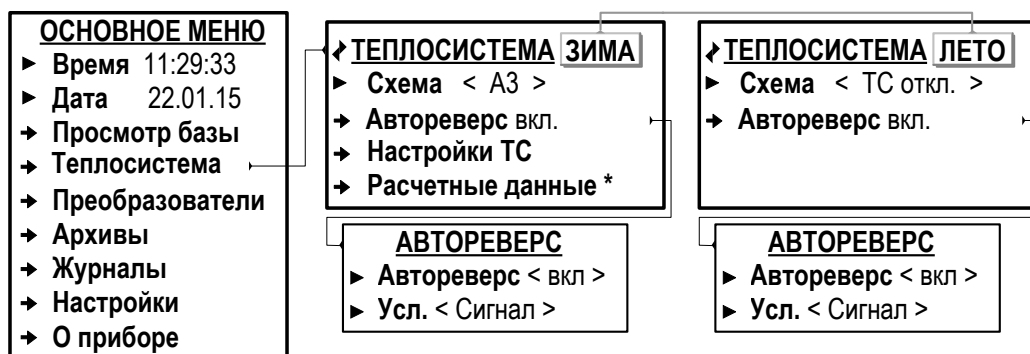 ОСНОВНОЕ МЕНЮ
Время 11:29:33
Дата 22.01.15
Просмотр базы
Теплосистема
Преобразователи
Архивы
Журналы
Настройки
О приборе
ТЕПЛОСИСТЕМА ЗИМА
Схема < А3 >
Автореверс вкл.
Настройки ТС
Расчетные данные *
АВТОРЕВЕРС
Автореверс < вкл >
Усл. < Сигнал >
ТЕПЛОСИСТЕМА ЛЕТО
Схема < ТС откл. >
Автореверс вкл.
АВТОРЕВЕРС
Автореверс < вкл >
Усл. < Сигнал >